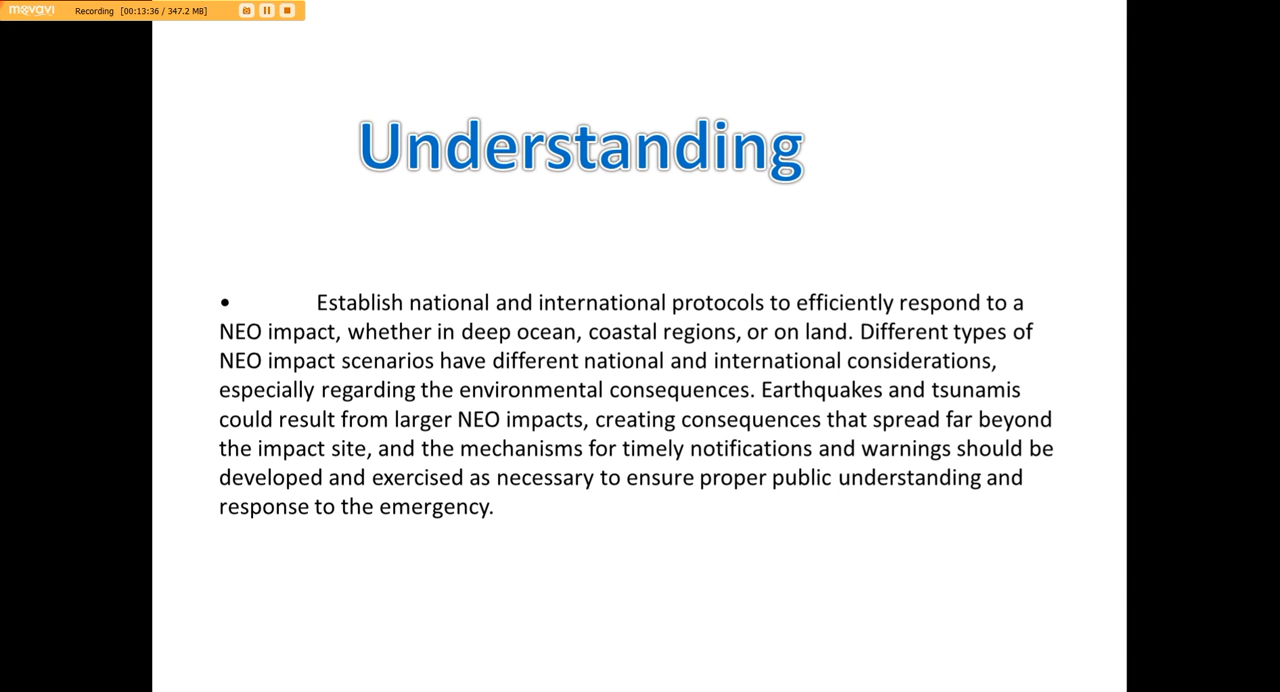 movavi Recording [00:13:36 / 347.2 MB]
Understanding
• Establish national and international protocols to efficiently respond to a
NEO impact, whether in deep ocean, coastal regions, or on land. Different types of
NEO impact scenarios have different national and international considerations,
especially regarding the environmental consequences. Earthquakes and tsunamis
could result from larger NEO impacts, creating consequences that spread far beyond
the impact site, and the mechanisms for timely notifications and warnings should be
developed and exercised as necessary to ensure proper public understanding and
response to the emergency.